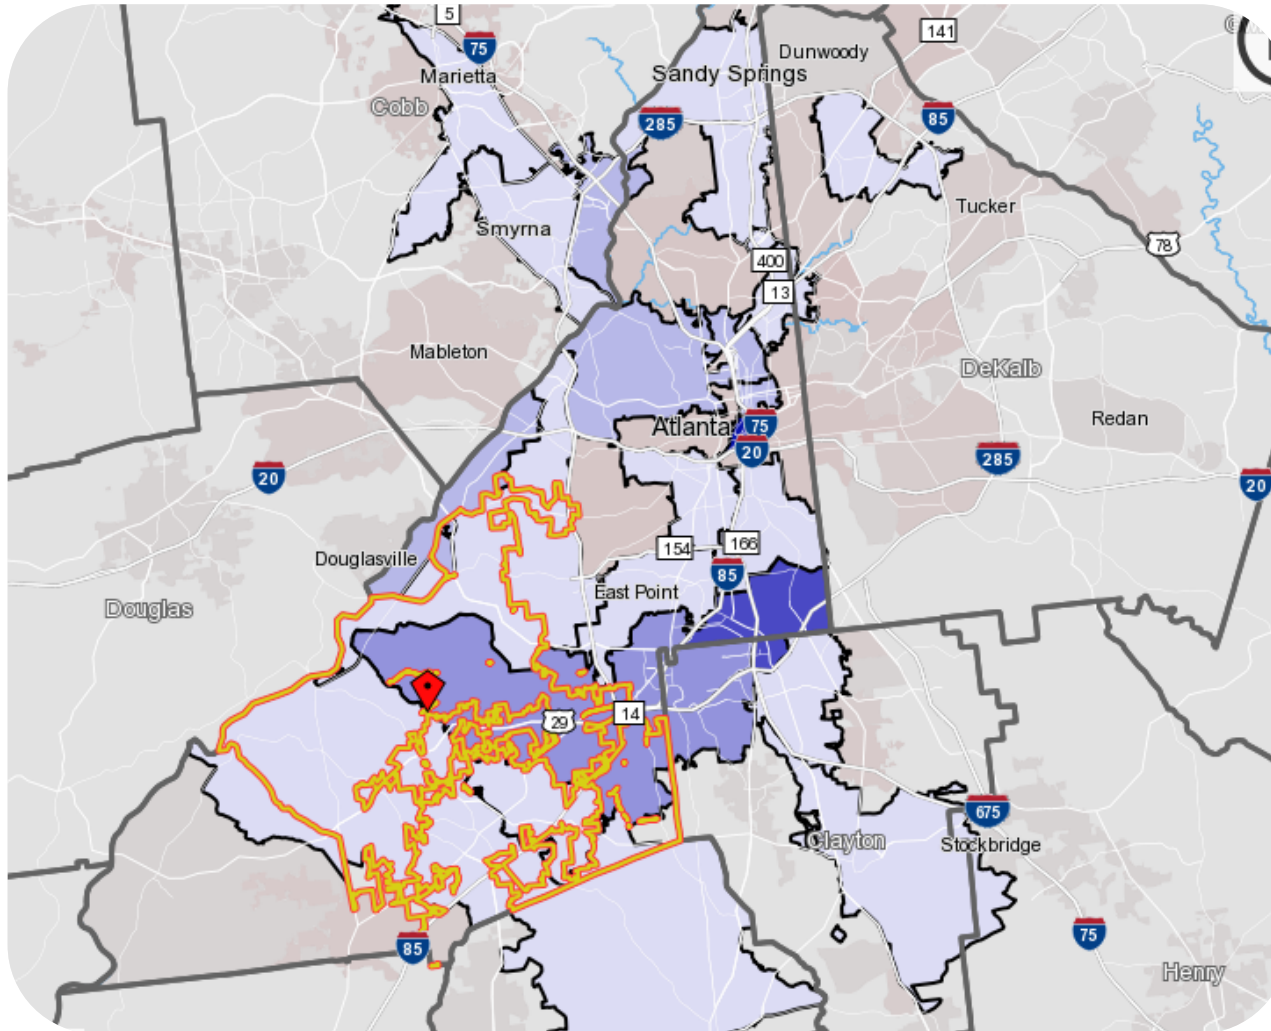 5
141
75
Dunwoody
Sandy Springs
Marietta
Cobb
285
85
Tucker
Smyrna
78
400
13
Mableton
DeKalb
Redan
Atlanta
75
20
285
20
20
154
166
Douglasville
85
East Point
Douglas
14
29
675
Clayton
Stockbridge
85
75
Henry